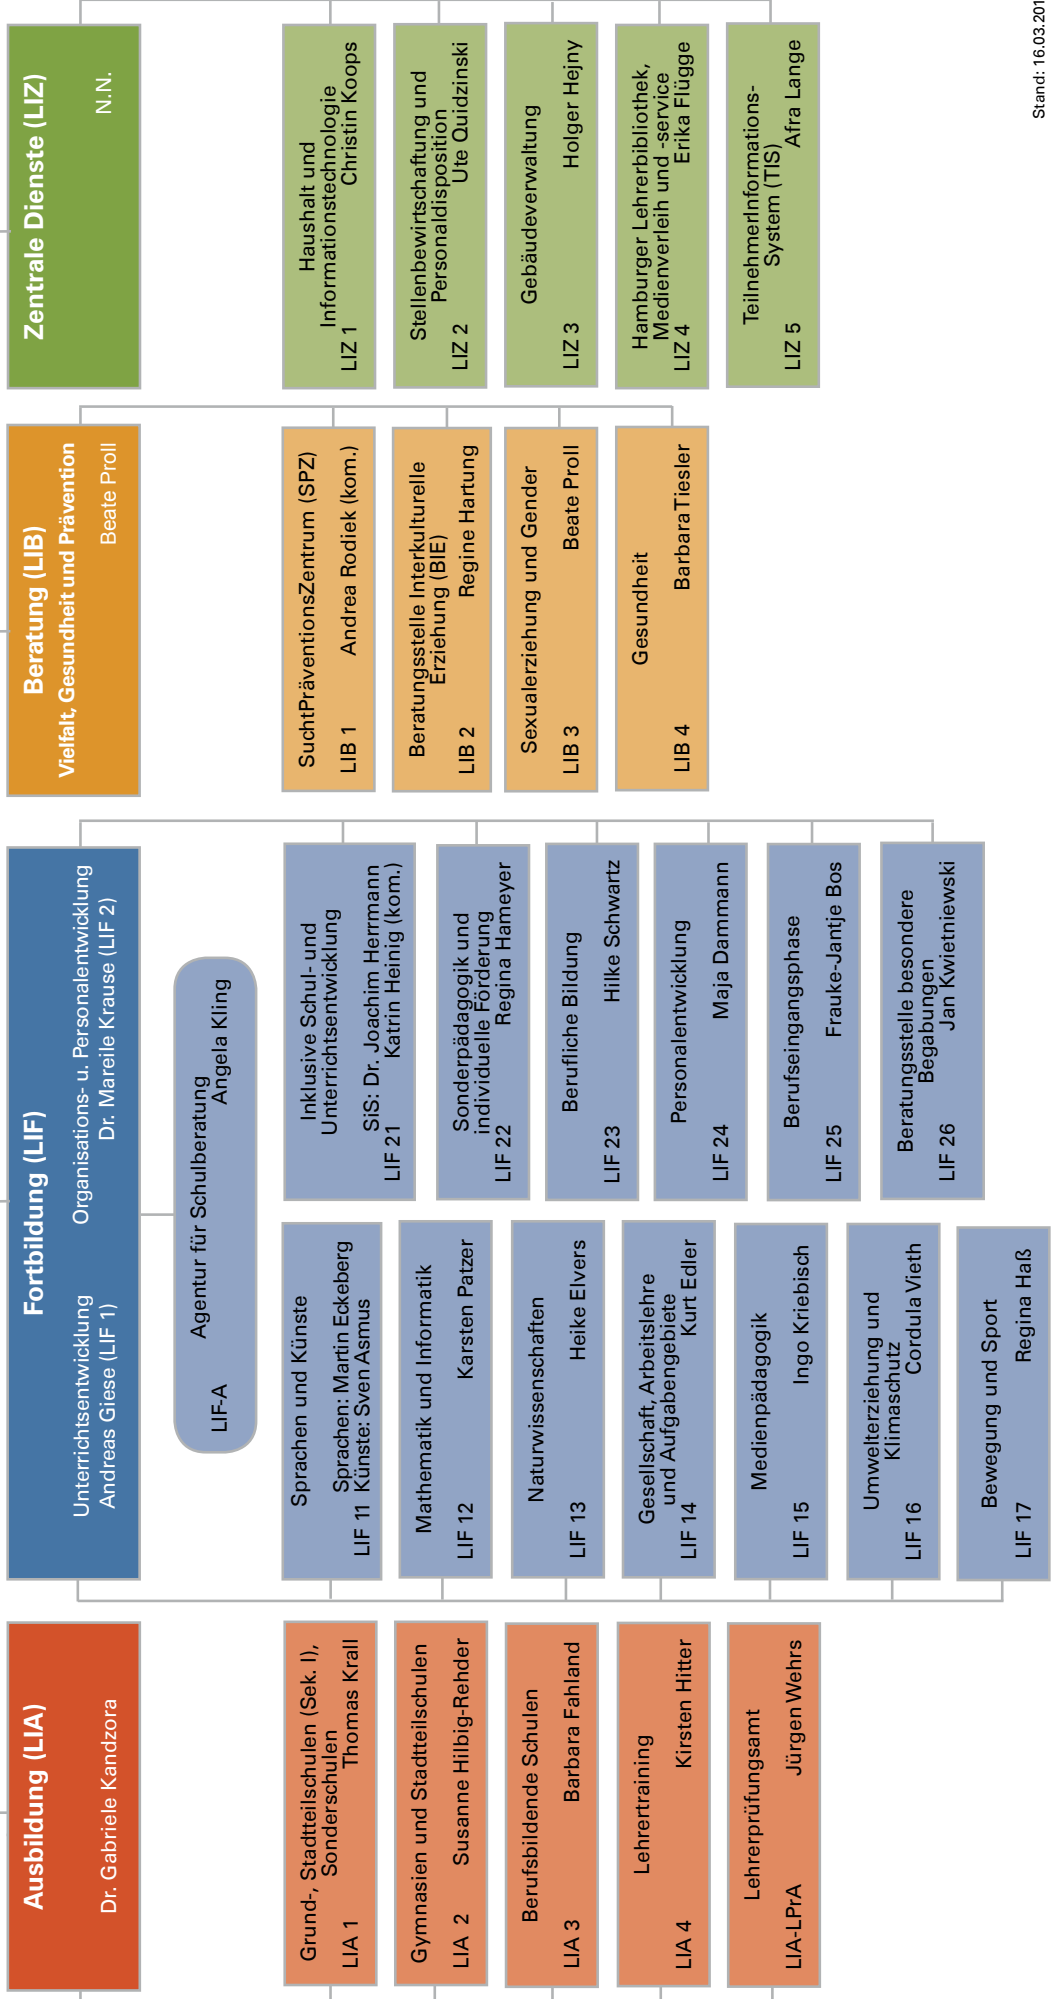 Ausbildung (LIA)
Dr. Gabriele Kandzora
Grund-, Stadtteilschulen (Sek. I),
Sonderschulen
LIA 1 Thomas Krall
Gymnasien und Stadtteilschulen
LIA 2 Susanne Hilbig-Rehder
Berufsbildende Schulen
LIA 3 Barbara Fahland
Lehrertraining
LIA 4 Kirsten Hitter
Lehrerprüfungsamt
LIA-LPrA Jürgen Wehrs
Fortbildung (LIF)
Unterrichtsentwicklung
Andreas Giese (LIF 1)
Organisations- u. Personalentwicklung
Dr. Mareile Krause (LIF 2)
Agentur für Schulberatung
LIF-A Angela Kling
Sprachen und Künste
Sprachen: Martin Eckeberg
LIF 11 Künste: Sven Asmus
Mathematik und Informatik
LIF 12 Karsten Patzer
Naturwissenschaften
LIF 13 Heike Elvers
Gesellschaft, Arbeitslehre
und Aufgabengebiete
LIF 14 Kurt Edler
Medienpädagogik
LIF 15 Ingo Kriebisch
Umwelterziehung und
Klimaschutz
LIF 16 Cordula Vieth
Bewegung und Sport
LIF 17 Regina Haß
Inklusive Schul- und
Unterrichtsentwicklung
SiS: Dr. Joachim Herrmann
LIF 21 Katrin Heinig (kom.)
Sonderpädagogik und
individuelle Förderung
LIF 22 Regina Hameyer
Berufliche Bildung
LIF 23 Hilke Schwartz
Personalentwicklung
LIF 24 Maja Dammann
Berufseingangsphase
LIF 25 Frauke-Jantje Bos
Beratungsstelle besondere
Begabungen
LIF 26 Jan Kwietniewski
Beratung (LIB)
Vielfalt, Gesundheit und Prävention
Beate Proll
SuchtPräventionsZentrum (SPZ)
LIB 1 Andrea Rodiek (kom.)
Beratungsstelle Interkulturelle
Erziehung (BIE)
LIB 2 Regine Hartung
Sexualerziehung und Gender
LIB 3 Beate Proll
Gesundheit
LIB 4 Barbara Tiesler
Zentrale Dienste (LIZ)
N.N.
Haushalt und
Informationstechnologie
LIZ 1 Christin Koops
Stellenbewirtschaftung und
Personaldisposition
LIZ 2 Ute Quidzinski
Gebäudeverwaltung
LIZ 3 Holger Hejny
Hamburger Lehrerbibliothek,
Medienverleih und -service
LIZ 4 Erika Flügge
TeilnehmerInformations-
System (TIS)
LIZ 5 Afra Lange
Stand: 16.03.201